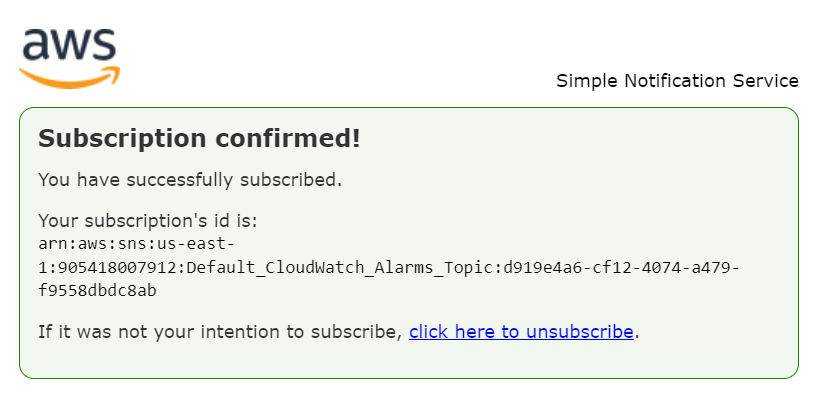 aws
Simple Notification Service
Subscription confirmed!
You have successfully subscribed.
Your subscription's id is:
arn:aws:sns:us-east-
1:905418007912:Default_CloudWatch_Alarms_Topic:d919e4a6-cf12-4074-a479-
f9558dbdc8ab
If it was not your intention to subscribe, click here to unsubscribe.